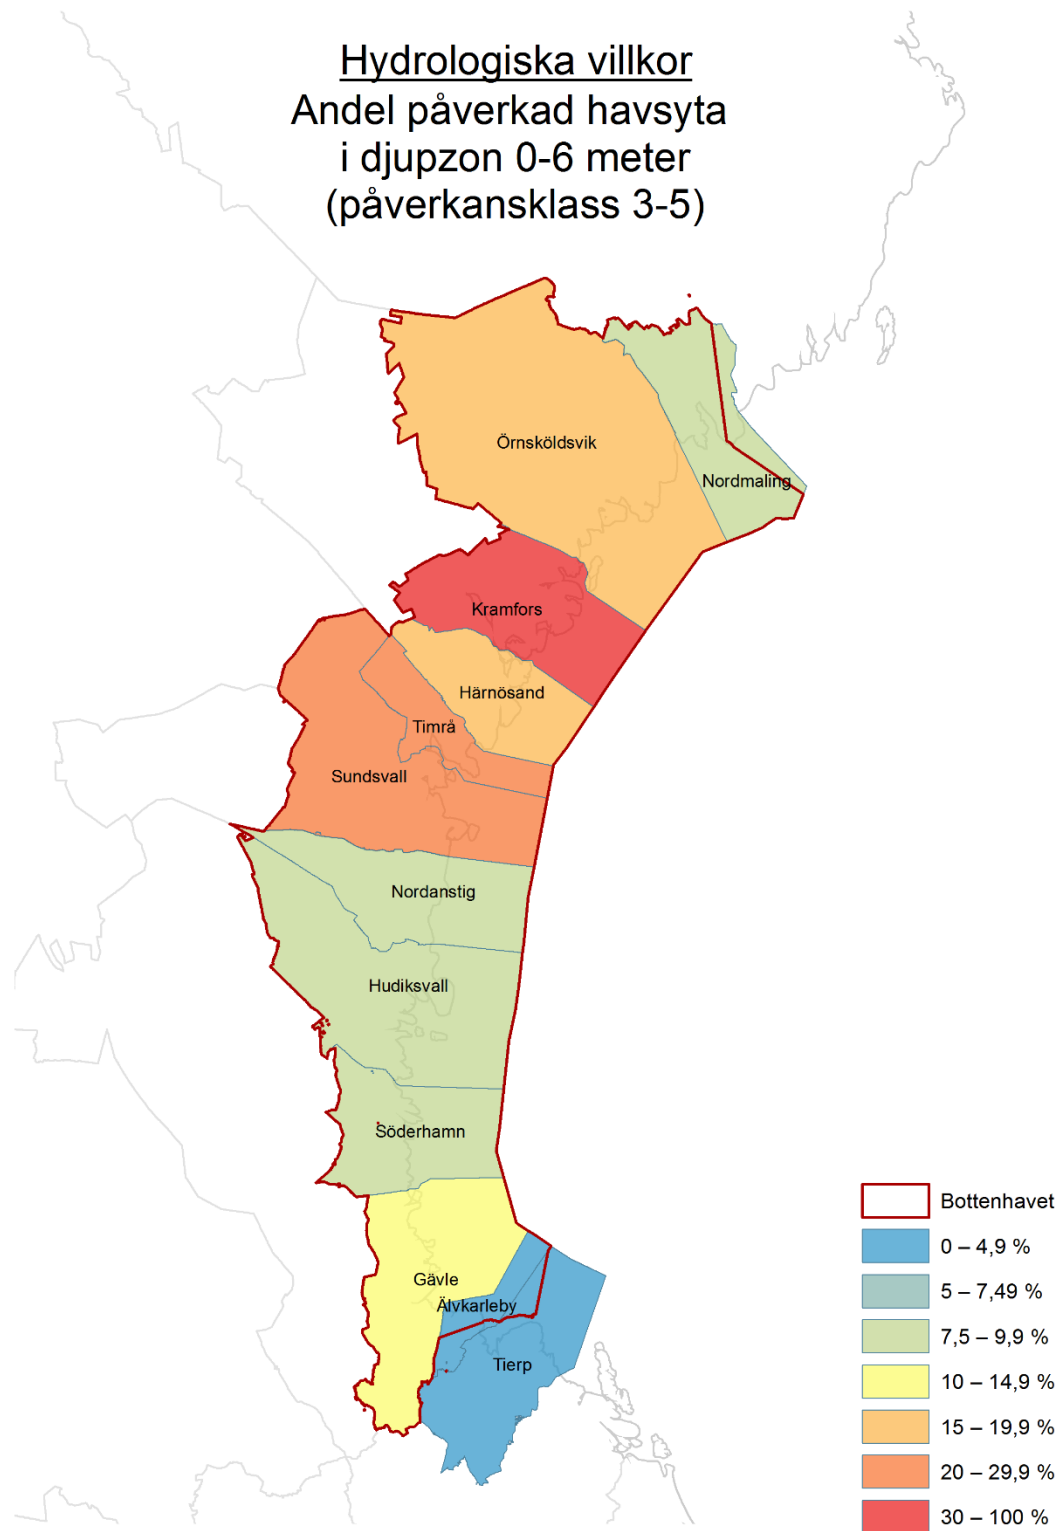 Hydrologiska villkor
Andel påverkad havsyta
i djupzon 0-6 meter
(påverkansklass 3-5)
Örnsköldsvik
Nordmaling
Kramfors
Härnösand
Timrå
Sundsvall
Nordanstig
Hudiksvall
Söderhamn
Gävle
Älvkarleby
Tierp
Bottenhavet
0 – 4,9 %
5 – 7,49 %
7,5 – 9,9 %
10 – 14,9 %
15 – 19,9 %
20 – 29,9 %
30 – 100 %